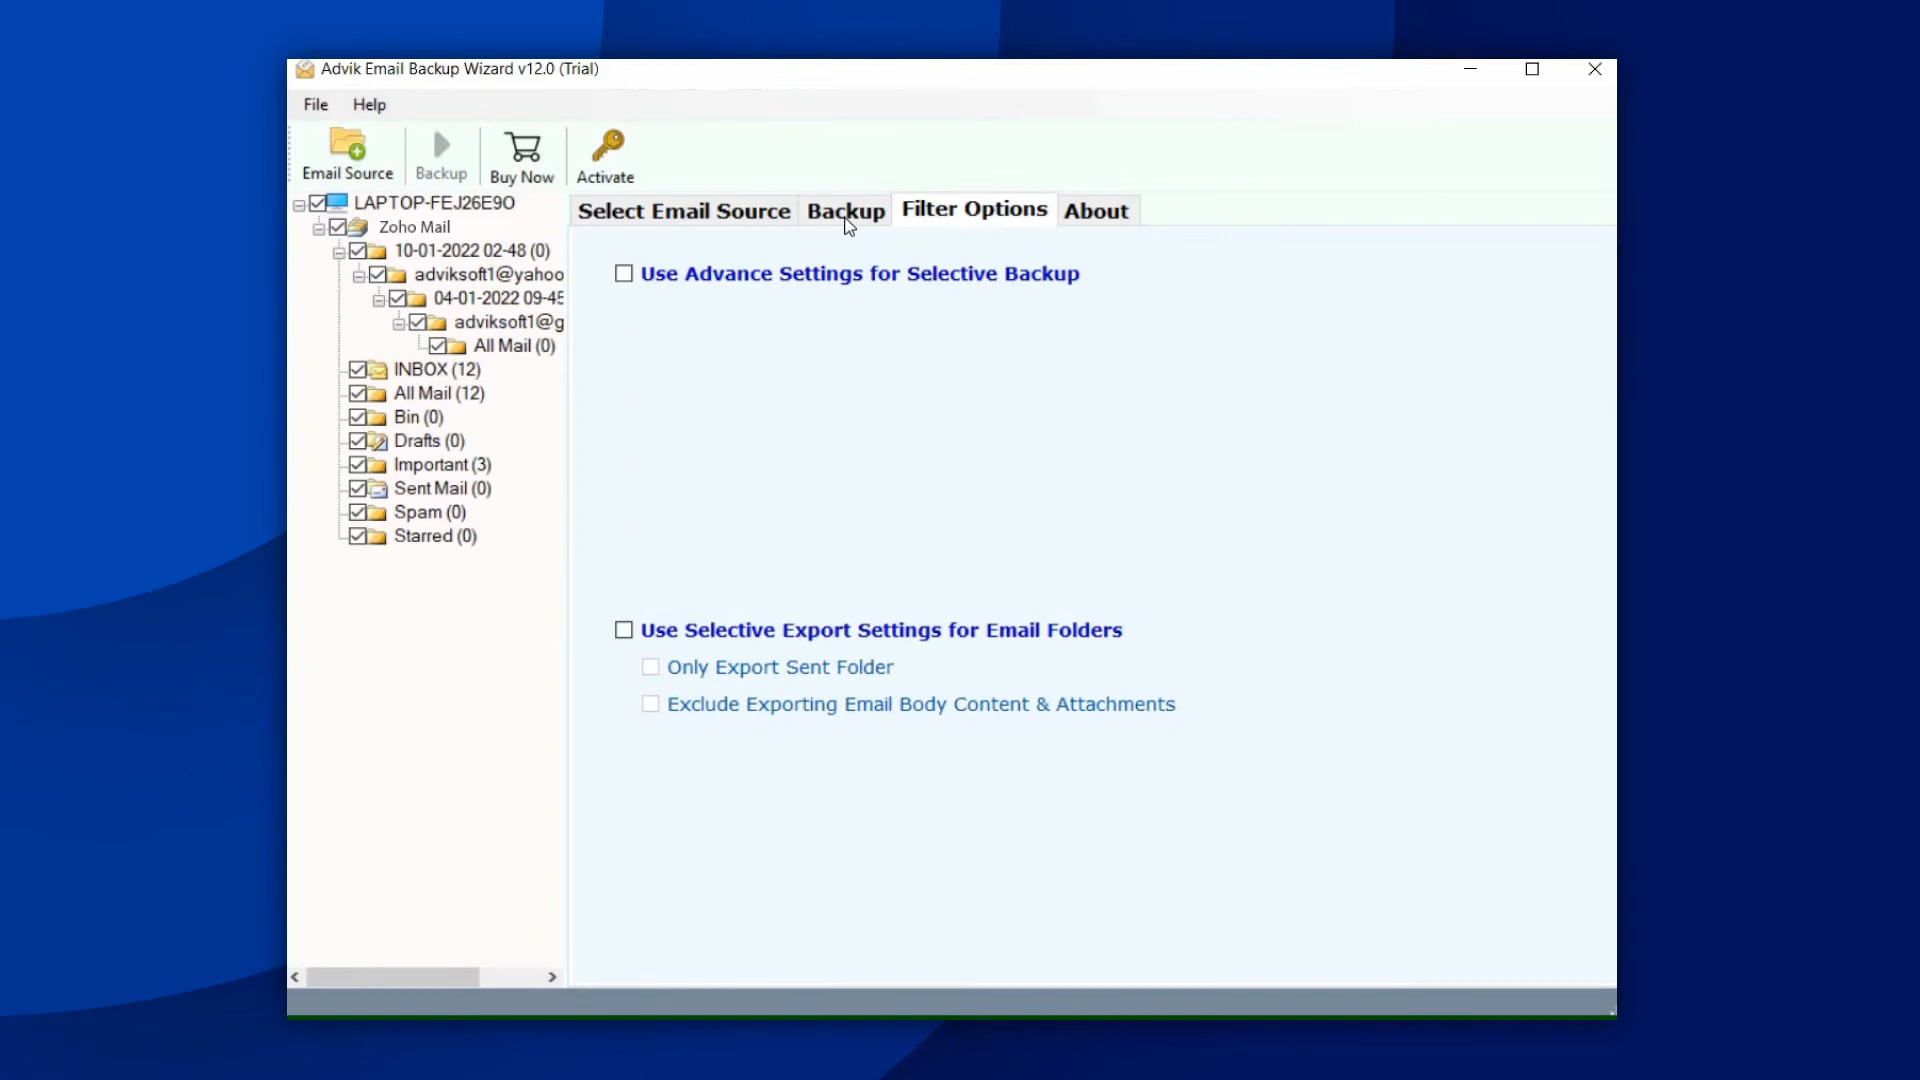 Advik Email Backup Wizard v12.0 (Trial)
File Help
Email Source Backup Buy Now Activate
LAPTOP-FEJ26E9O
Zoho Mail
10-01-2022 02-48 (0)
adviksoft1@yahoo
04-01-2022 09-45
adviksoft1@g
All Mail (0)
INBOX (12)
All Mail (12)
Bin (0)
Drafts (0)
Important (3)
Sent Mail (0)
Spam (0)
Starred (0)
Select Email Source Backup Filter Options About
Use Advance Settings for Selective Backup
Use Selective Export Settings for Email Folders
Only Export Sent Folder
Exclude Exporting Email Body Content & Attachments